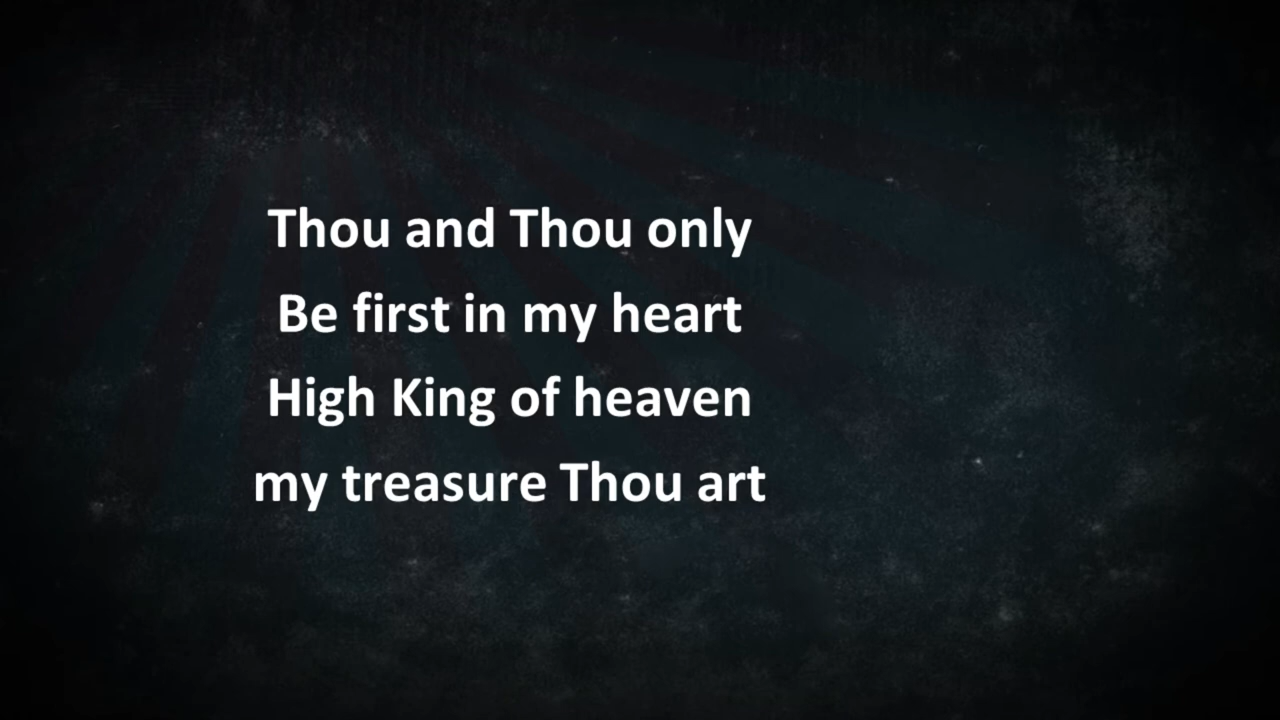 Thou and Thou only
Be first in my heart
High King of heaven
my treasure Thou art